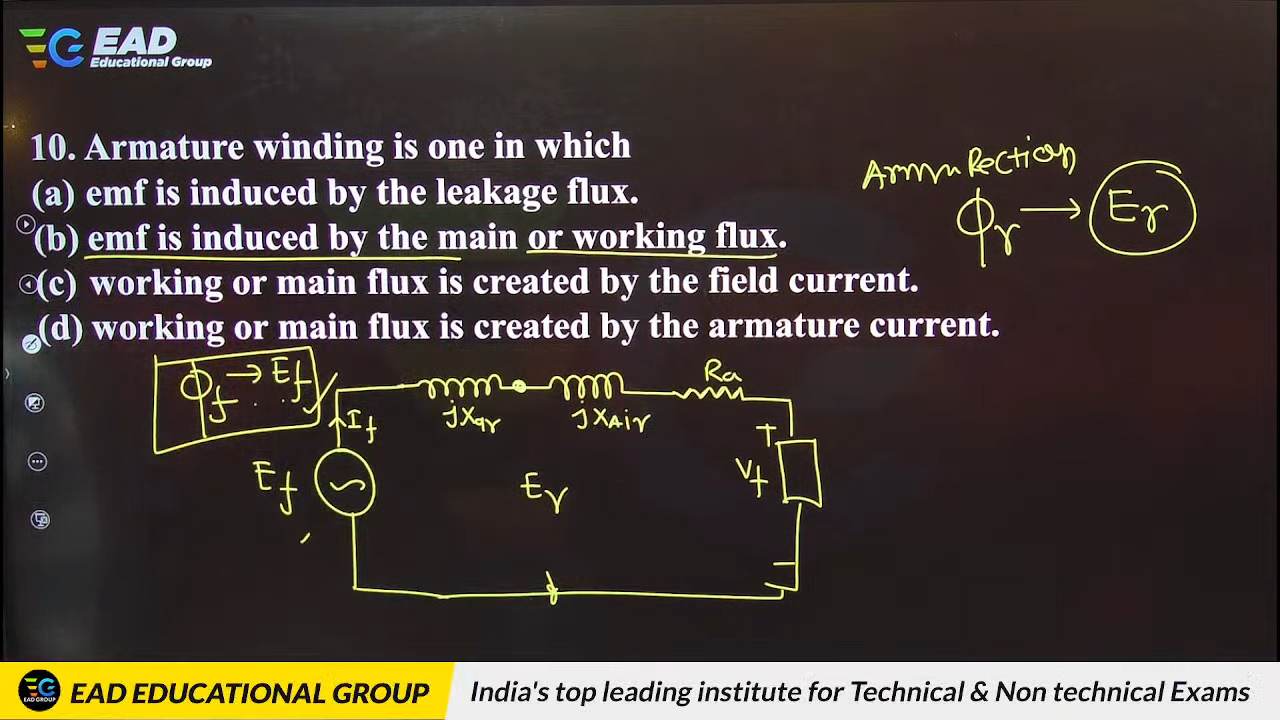 EAD
Educational Group
10. Armature winding is one in which
(a) emf is induced by the leakage flux.
(b) emf is induced by the main or working flux.
(c) working or main flux is created by the field current.
(d) working or main flux is created by the armature current.
Rection
ϕr → Er
ϕf → Ef
If
jXar
jXAir
Ra
+
Vf
Ef
Er
EAD EDUCATIONAL GROUP
India's top leading institute for Technical & Non technical Exams